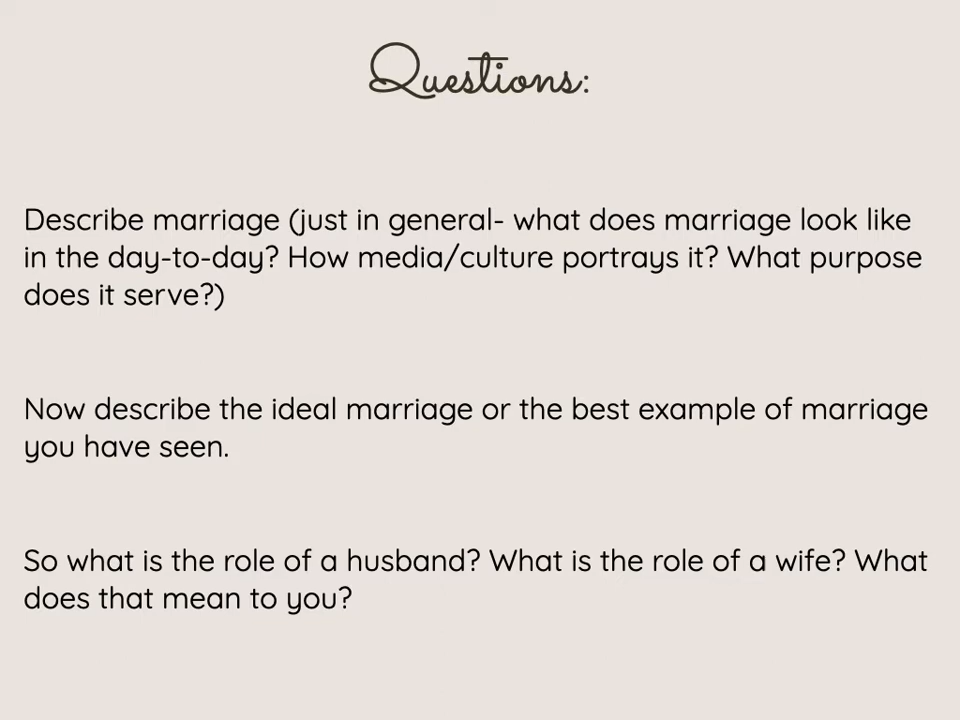 Questions:
Describe marriage (just in general- what does marriage look like
in the day-to-day? How media/culture portrays it? What purpose
does it serve?)
Now describe the ideal marriage or the best example of marriage
you have seen.
So what is the role of a husband? What is the role of a wife? What
does that mean to you?